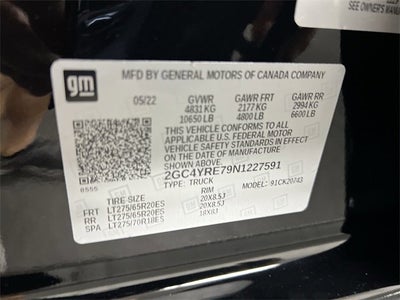 SEE OWNER'S MANU
gm
MFD BY GENERAL MOTORS OF CANADA COMPANY
05/22 GVWR GAWR FRT GAWR RR
4831 KG 2177 KG 2994 KG
10650 LB 4800 LB 6600 LB
THIS VEHICLE CONFORMS TO ALL
APPLICABLE U.S. FEDERAL MOTOR
VEHICLE SAFETY STANDARDS IN EFFECT
ON THE DATE OF MANUFACTURE
SHOWN ABOVE.
2GC4YRE79N1227591
TYPE: TRUCK MODEL: 91CK20743
TIRE SIZE RIM
FRT LT275/65R20ES 20X8.5J
RR LT275/65R20ES 20X8.5J
SPA LT275/70R18ES 18X8J